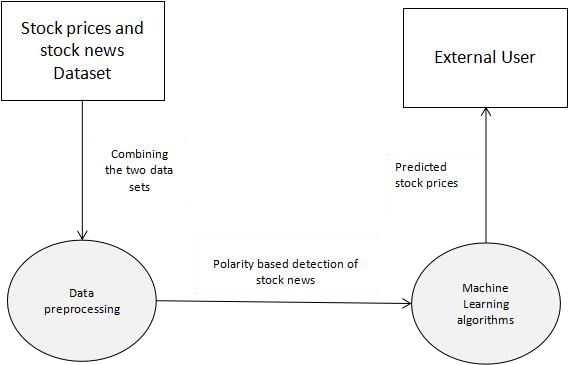 Stock prices and
stock news
Dataset
External User
Combining
the two data
sets
Predicted
stock prices
Polarity based detection of
stock news
Data
preprocessing
Machine
Learning
algorithms